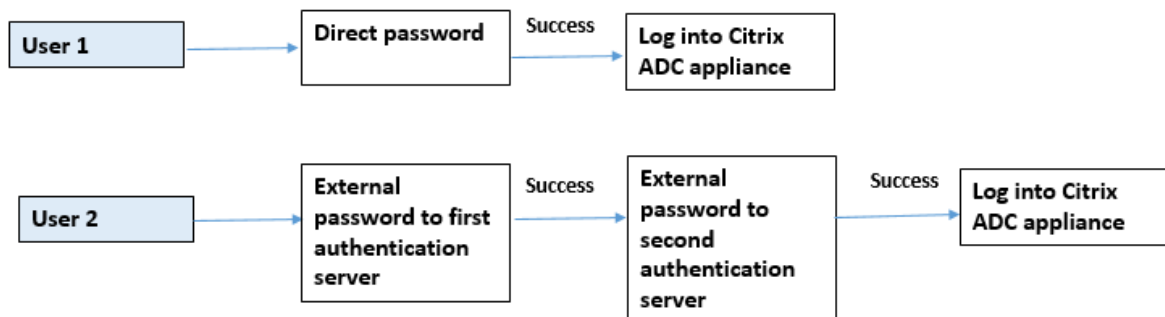 User 1
Direct password
Success
Log into Citrix
ADC appliance
User 2
External
password to first
authentication
server
Success
External
password to
second
authentication
server
Success
Log into Citrix
ADC appliance